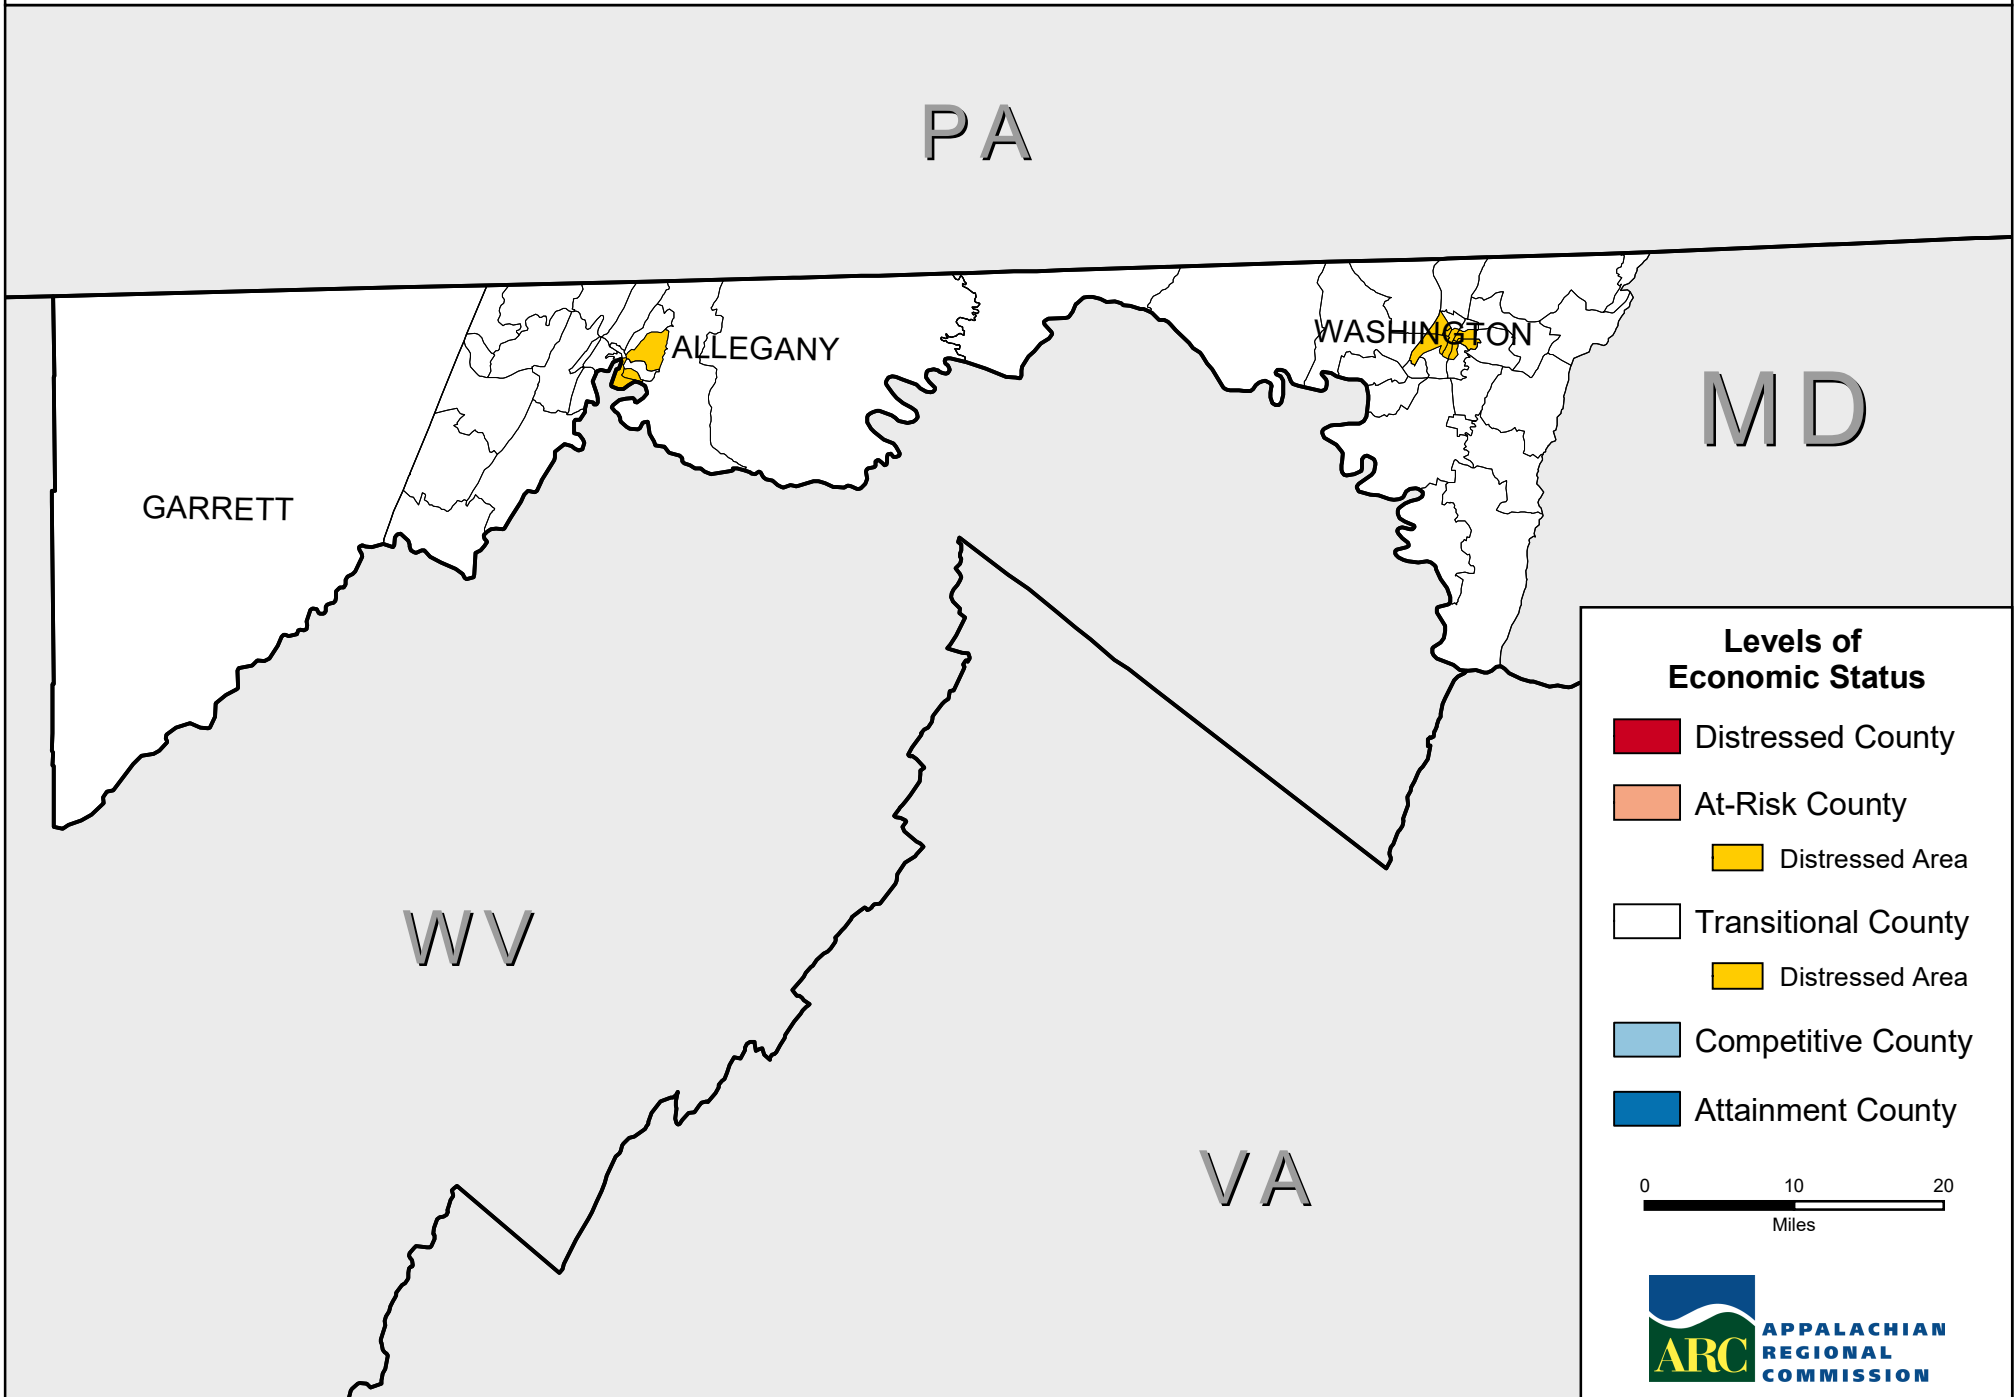 PA
ALLEGANY
WASHINGTON
MD
GARRETT
WV
VA
Levels of
Economic Status
Distressed County
At-Risk County
Distressed Area
Transitional County
Distressed Area
Competitive County
Attainment County
0 10 20
Miles
ARC
APPALACHIAN
REGIONAL
COMMISSION